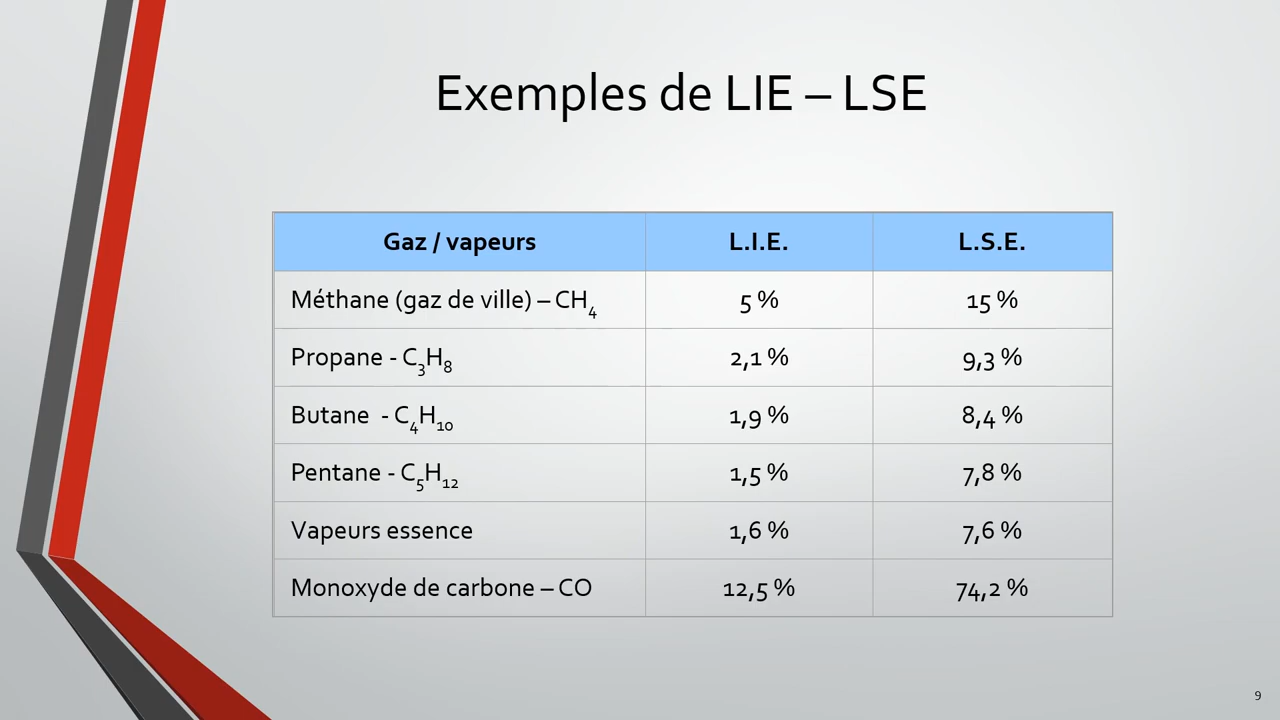 Exemples de LIE – LSE
Gaz / vapeurs L.I.E. L.S.E.
Méthane (gaz de ville) – CH₄ 5 % 15 %
Propane - C₃H₈ 2,1 % 9,3 %
Butane - C₄H₁₀ 1,9 % 8,4 %
Pentane - C₅H₁₂ 1,5 % 7,8 %
Vapeurs essence 1,6 % 7,6 %
Monoxyde de carbone – CO 12,5 % 74,2 %
9